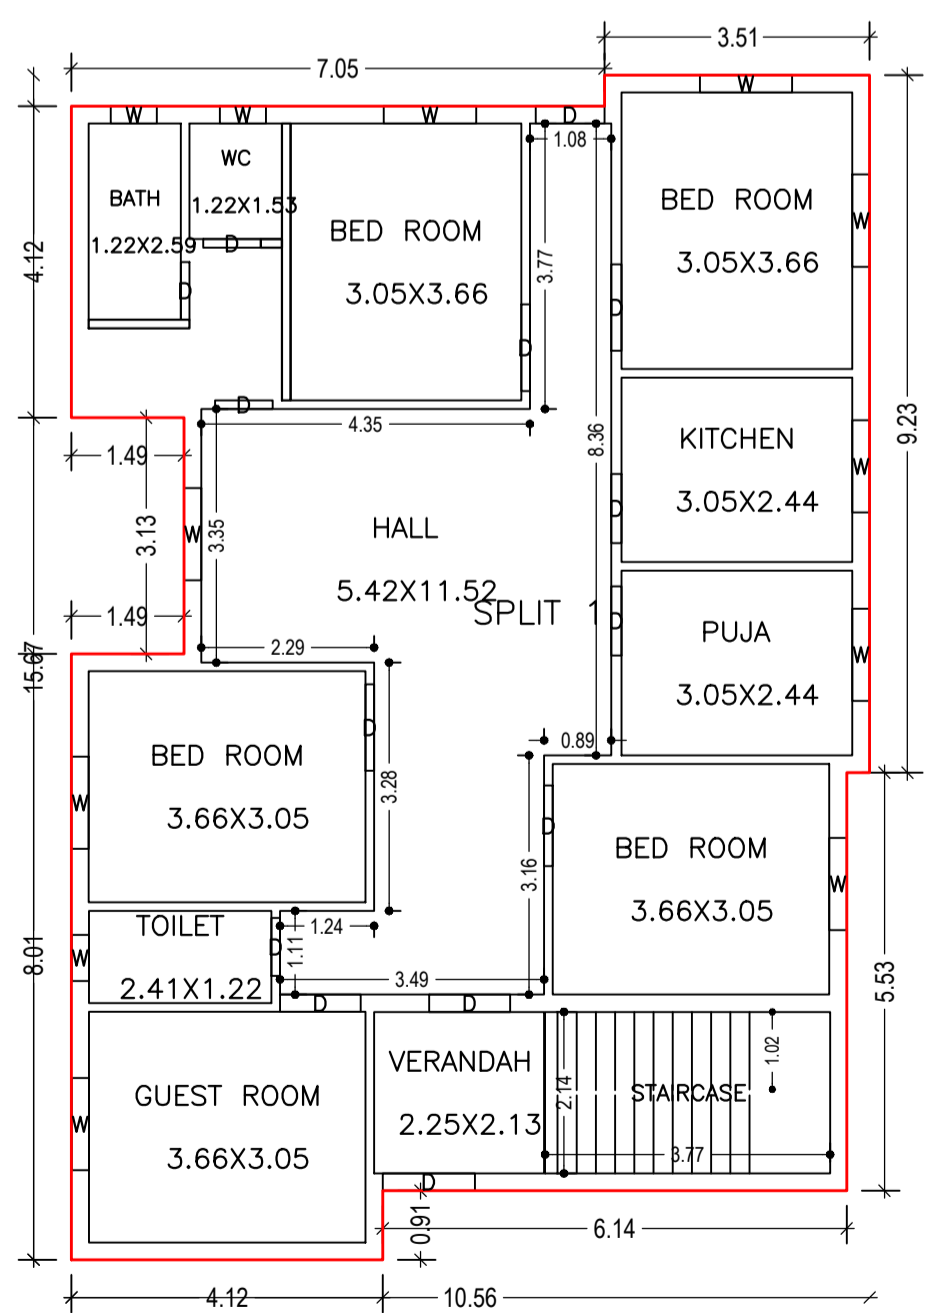 3.51
7.05
W
W
W
W
D
1.08
WC
BATH
1.22X1.53
BED ROOM
W
BED ROOM
1.22X2.59
D
4.12
3.05X3.66
3.77
3.05X3.66
D
D
D
D
4.35
8.36
9.23
KITCHEN
1.49
W
3.05X2.44
D
HALL
3.13
W
3.35
5.42X11.52
SPLIT 1
1.49
D
PUJA
2.29
W
15.67
3.05X2.44
D
0.89
BED ROOM
W
3.28
3.66X3.05
D
BED ROOM
3.16
W
3.66X3.05
TOILET
1.24
D
1.11
W
8.01
2.41X1.22
3.49
5.53
D
D
1.02
VERANDAH
GUEST ROOM
2.14
STAIRCASE
W
2.25X2.13
3.66X3.05
3.77
D
0.91
6.14
4.12
10.56